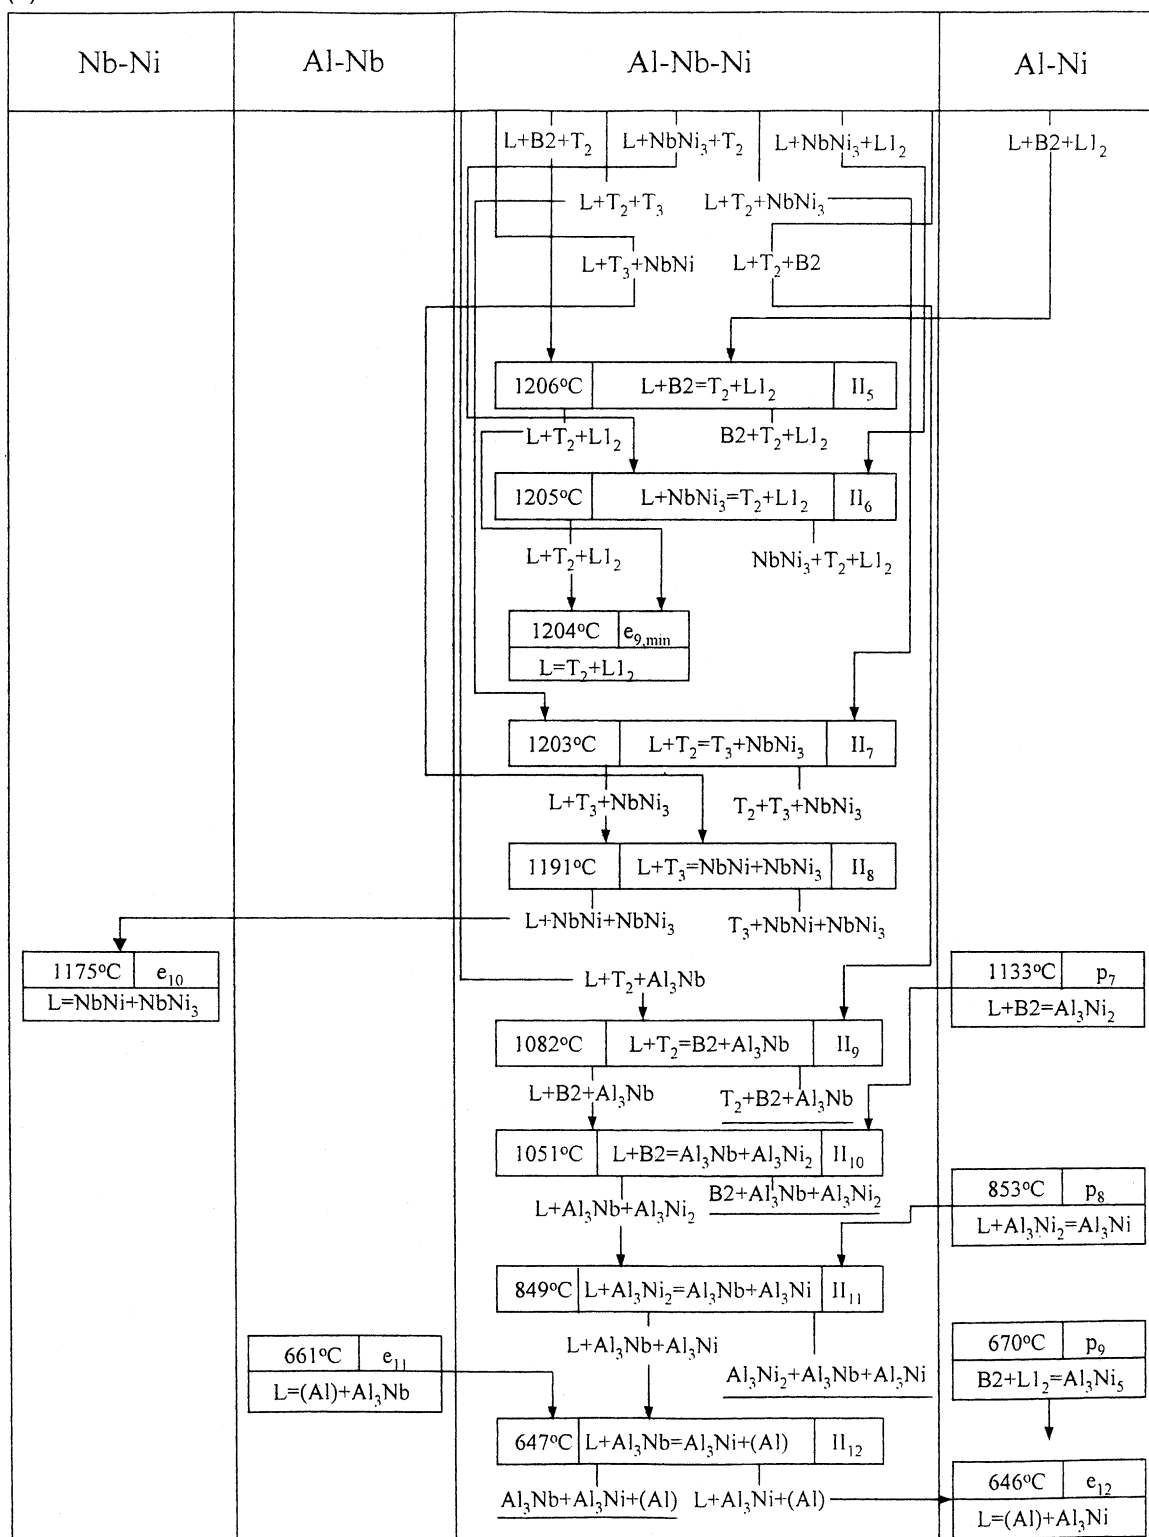 Nb-Ni Al-Nb Al-Nb-Ni Al-Ni
L+B2+T₂ L+NbNi₃+T₂ L+NbNi₃+L1₂ L+B2+L1₂
L+T₂+T₃ L+T₂+NbNi₃
L+T₃+NbNi L+T₂+B2
1206°C L+B2=T₂+L1₂ II₅
L+T₂+L1₂ B2+T₂+L1₂
1205°C L+NbNi₃=T₂+L1₂ II₆
L+T₂+L1₂ NbNi₃+T₂+L1₂
1204°C e₉,min
L=T₂+L1₂
1203°C L+T₂=T₃+NbNi₃ II₇
L+T₃+NbNi₃ T₂+T₃+NbNi₃
1191°C L+T₃=NbNi+NbNi₃ II₈
L+NbNi+NbNi₃ T₃+NbNi+NbNi₃
1175°C e₁₀
L=NbNi+NbNi₃
L+T₂+Al₃Nb
1133°C p₇
L+B2=Al₃Ni₂
1082°C L+T₂=B2+Al₃Nb II₉
L+B2+Al₃Nb T₂+B2+Al₃Nb
1051°C L+B2=Al₃Nb+Al₃Ni₂ II₁₀
L+Al₃Nb+Al₃Ni₂ B2+Al₃Nb+Al₃Ni₂
853°C p₈
L+Al₃Ni₂=Al₃Ni
849°C L+Al₃Ni₂=Al₃Nb+Al₃Ni II₁₁
L+Al₃Nb+Al₃Ni Al₃Ni₂+Al₃Nb+Al₃Ni
661°C e₁₁
L=(Al)+Al₃Nb
670°C p₉
B2+L1₂=Al₃Ni₅
647°C L+Al₃Nb=Al₃Ni+(Al) II₁₂
Al₃Nb+Al₃Ni+(Al) L+Al₃Ni+(Al)
646°C e₁₂
L=(Al)+Al₃Ni